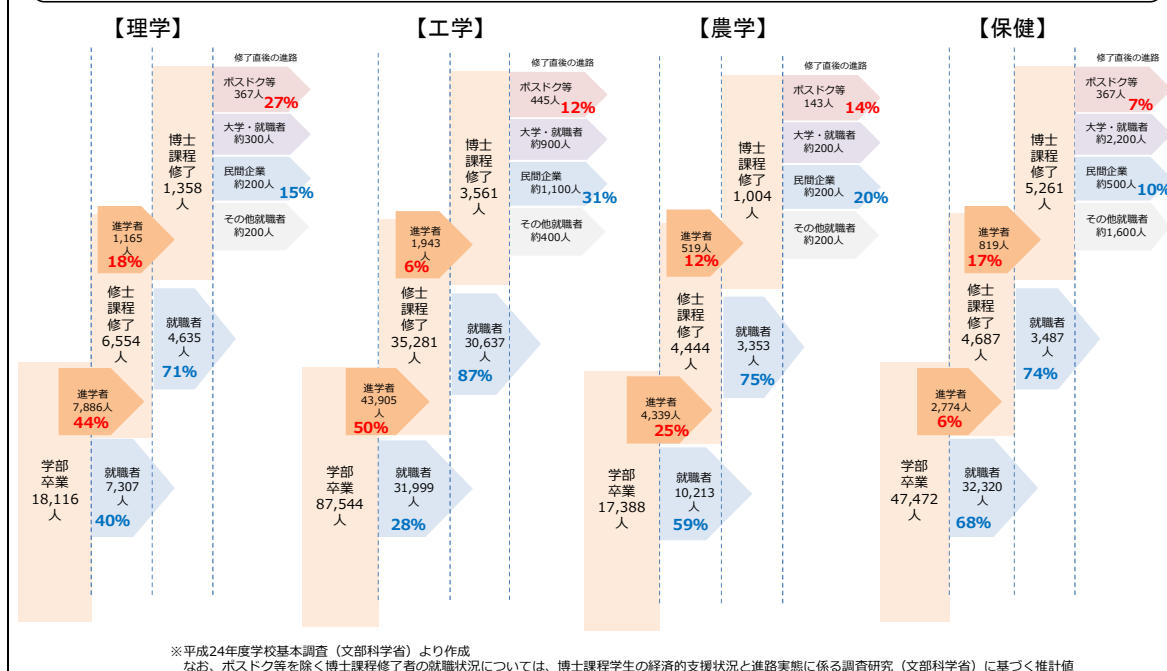 【理学】
修了直後の進路
ポスドク等
367人
27%
大学・就職者
約300人
民間企業
約200人
15%
その他就職者
約200人
博士
課程
修了
1,358
人
進学者
1,165
人
18%
修士
課程
修了
6,554
人
就職者
4,635
人
71%
進学者
7,886人
44%
学部
卒業
18,116
人
就職者
7,307
人
40%
【工学】
修了直後の進路
ポスドク等
445人
12%
大学・就職者
約900人
民間企業
約1,100人
31%
その他就職者
約400人
博士
課程
修了
3,561
人
進学者
1,943
人
6%
修士
課程
修了
35,281
人
就職者
30,637
人
87%
進学者
43,905
人
50%
学部
卒業
87,544
人
就職者
31,999
人
28%
【農学】
修了直後の進路
ポスドク等
143人
14%
大学・就職者
約200人
民間企業
約200人
20%
その他就職者
約200人
博士
課程
修了
1,004
人
進学者
519人
12%
修士
課程
修了
4,444
人
就職者
3,353
人
75%
進学者
4,339人
25%
学部
卒業
17,388
人
就職者
10,213
人
59%
【保健】
修了直後の進路
ポスドク等
367人
7%
大学・就職者
約2,200人
民間企業
約500人
10%
その他就職者
約1,600人
博士
課程
修了
5,261
人
進学者
819人
17%
修士
課程
修了
4,687
人
就職者
3,487
人
74%
進学者
2,774人
6%
学部
卒業
47,472
人
就職者
32,320
人
68%
※平成24年度学校基本調査（文部科学省）より作成
なお、ポスドク等を除く博士課程修了者の就職状況については、博士課程学生の経済的支援状況と進路実態に係る調査研究（文部科学省）に基づく推計値